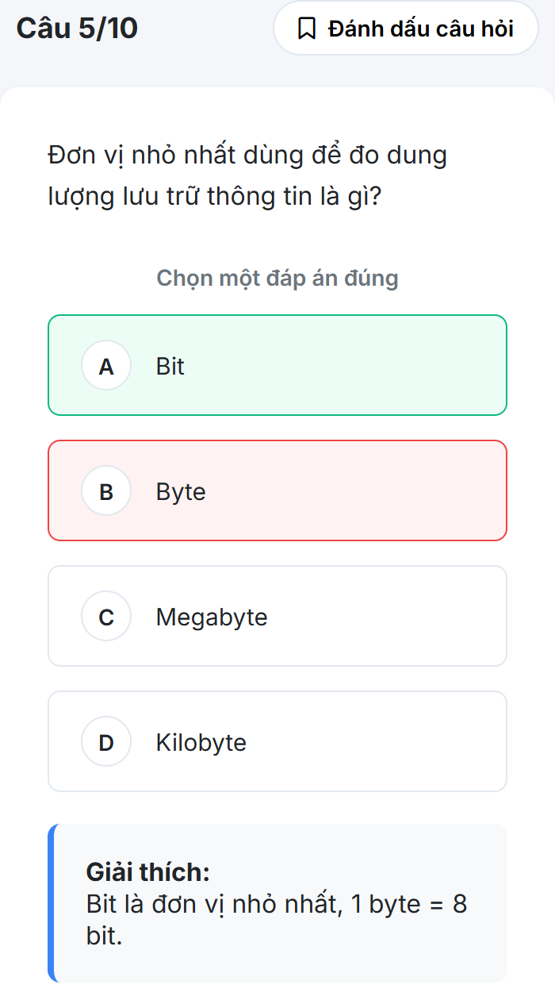 Câu 5/10
Đánh dấu câu hỏi
Đơn vị nhỏ nhất dùng để đo dung
lượng lưu trữ thông tin là gì?
Chọn một đáp án đúng
A Bit
B Byte
C Megabyte
D Kilobyte
Giải thích:
Bit là đơn vị nhỏ nhất, 1 byte = 8
bit.